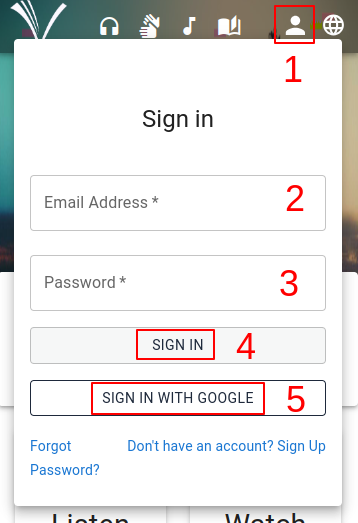 1
Sign in
Email Address *
2
Password *
3
SIGN IN
4
SIGN IN WITH GOOGLE
5
Forgot Password?
Don't have an account? Sign Up
Listen
Watch